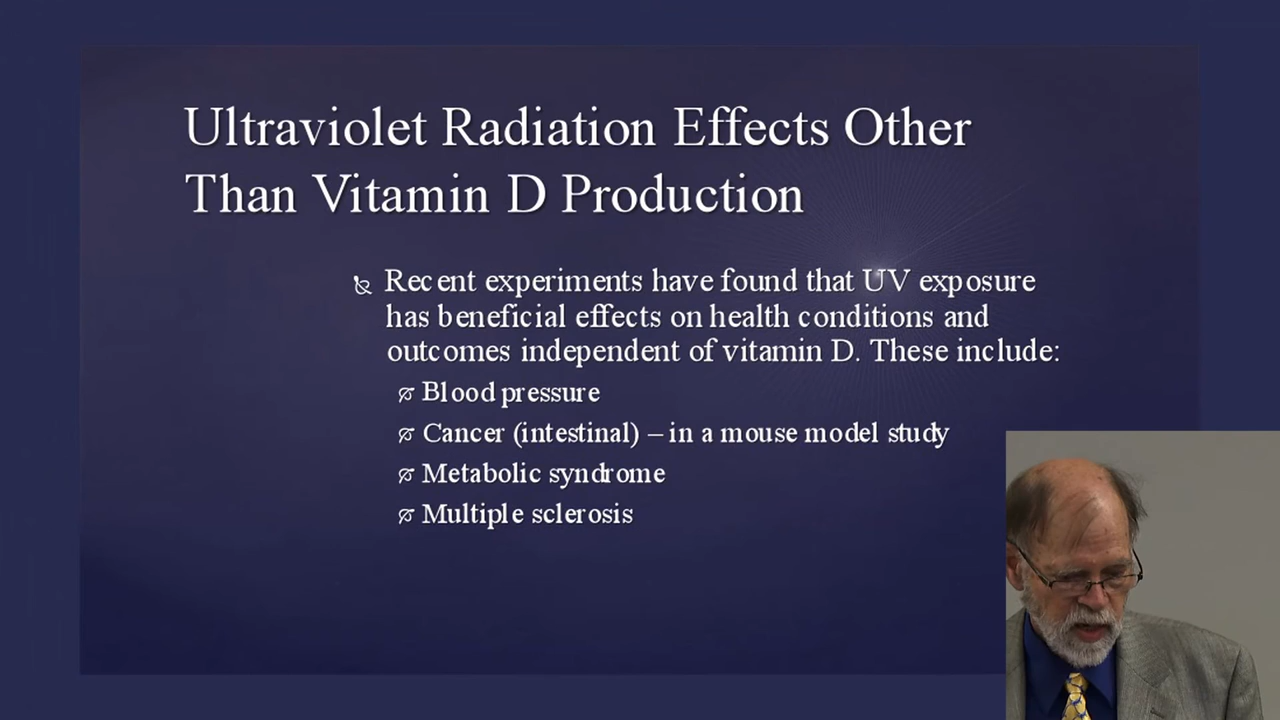 Ultraviolet Radiation Effects Other
Than Vitamin D Production
Recent experiments have found that UV exposure
has beneficial effects on health conditions and
outcomes independent of vitamin D. These include:
Blood pressure
Cancer (intestinal) – in a mouse model study
Metabolic syndrome
Multiple sclerosis